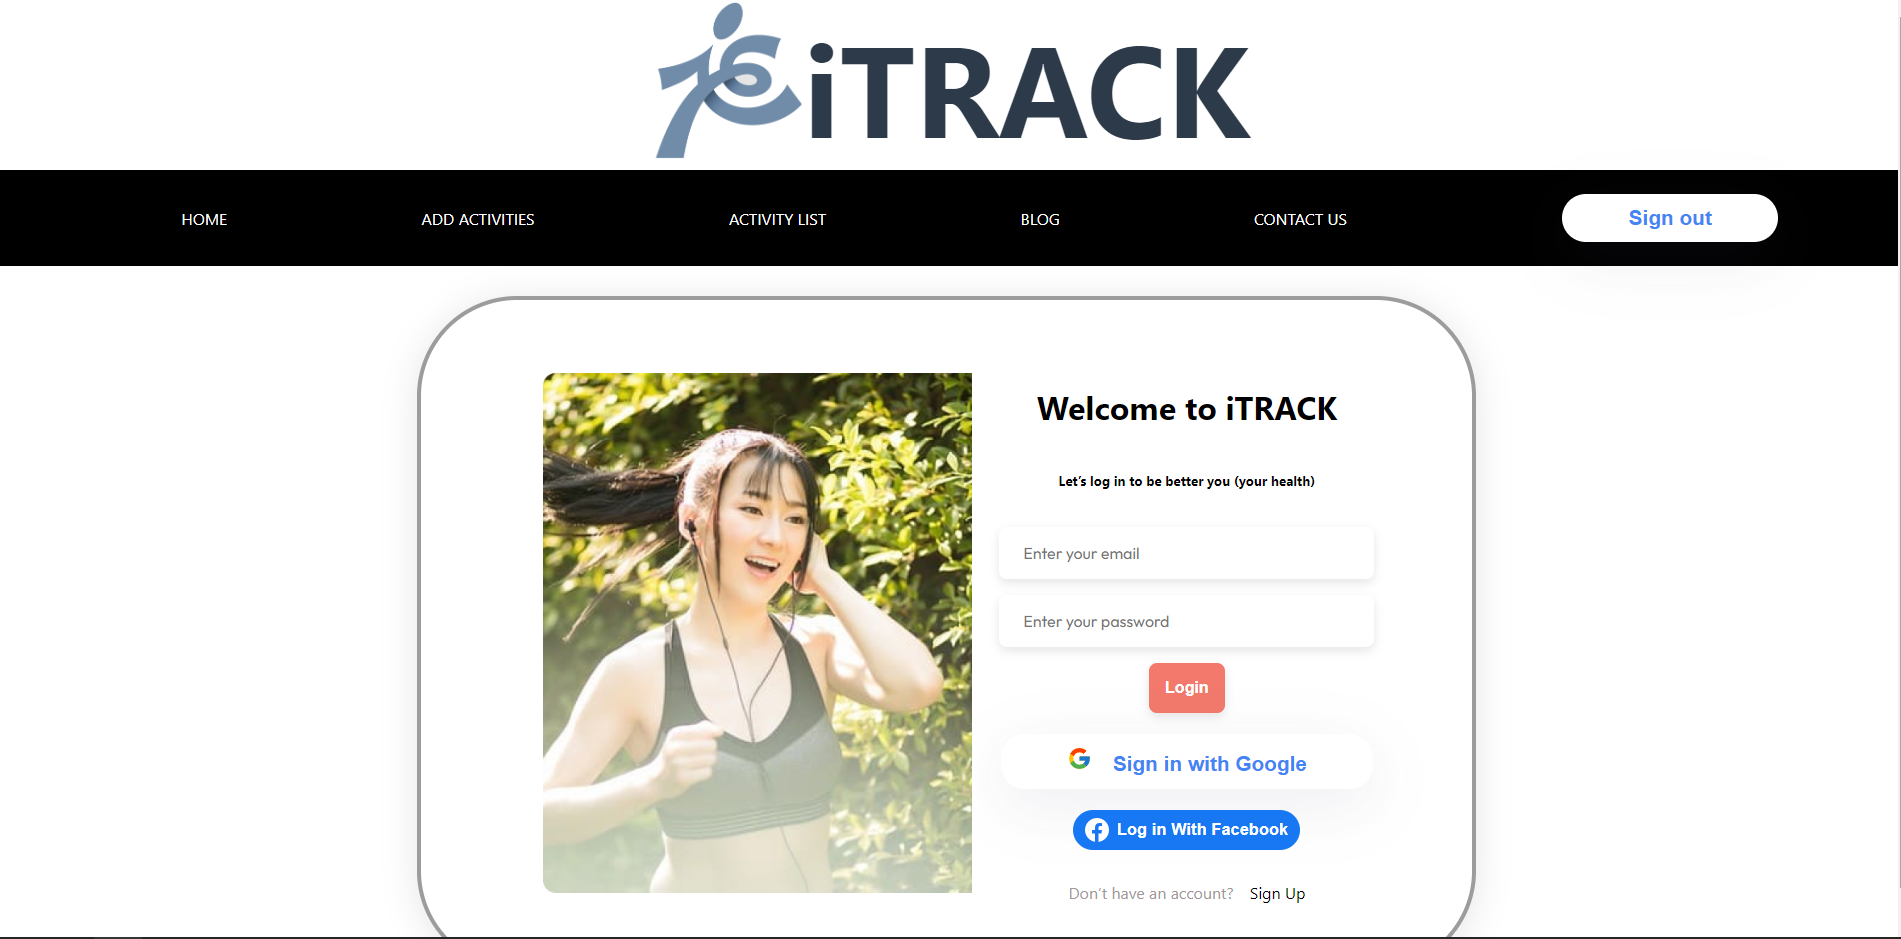 iTRACK
HOME ADD ACTIVITIES ACTIVITY LIST BLOG CONTACT US Sign out
Welcome to iTRACK
Let's log in to be better you (your health)
Enter your email
Enter your password
Login
Sign in with Google
Log in With Facebook
Don't have an account? Sign Up